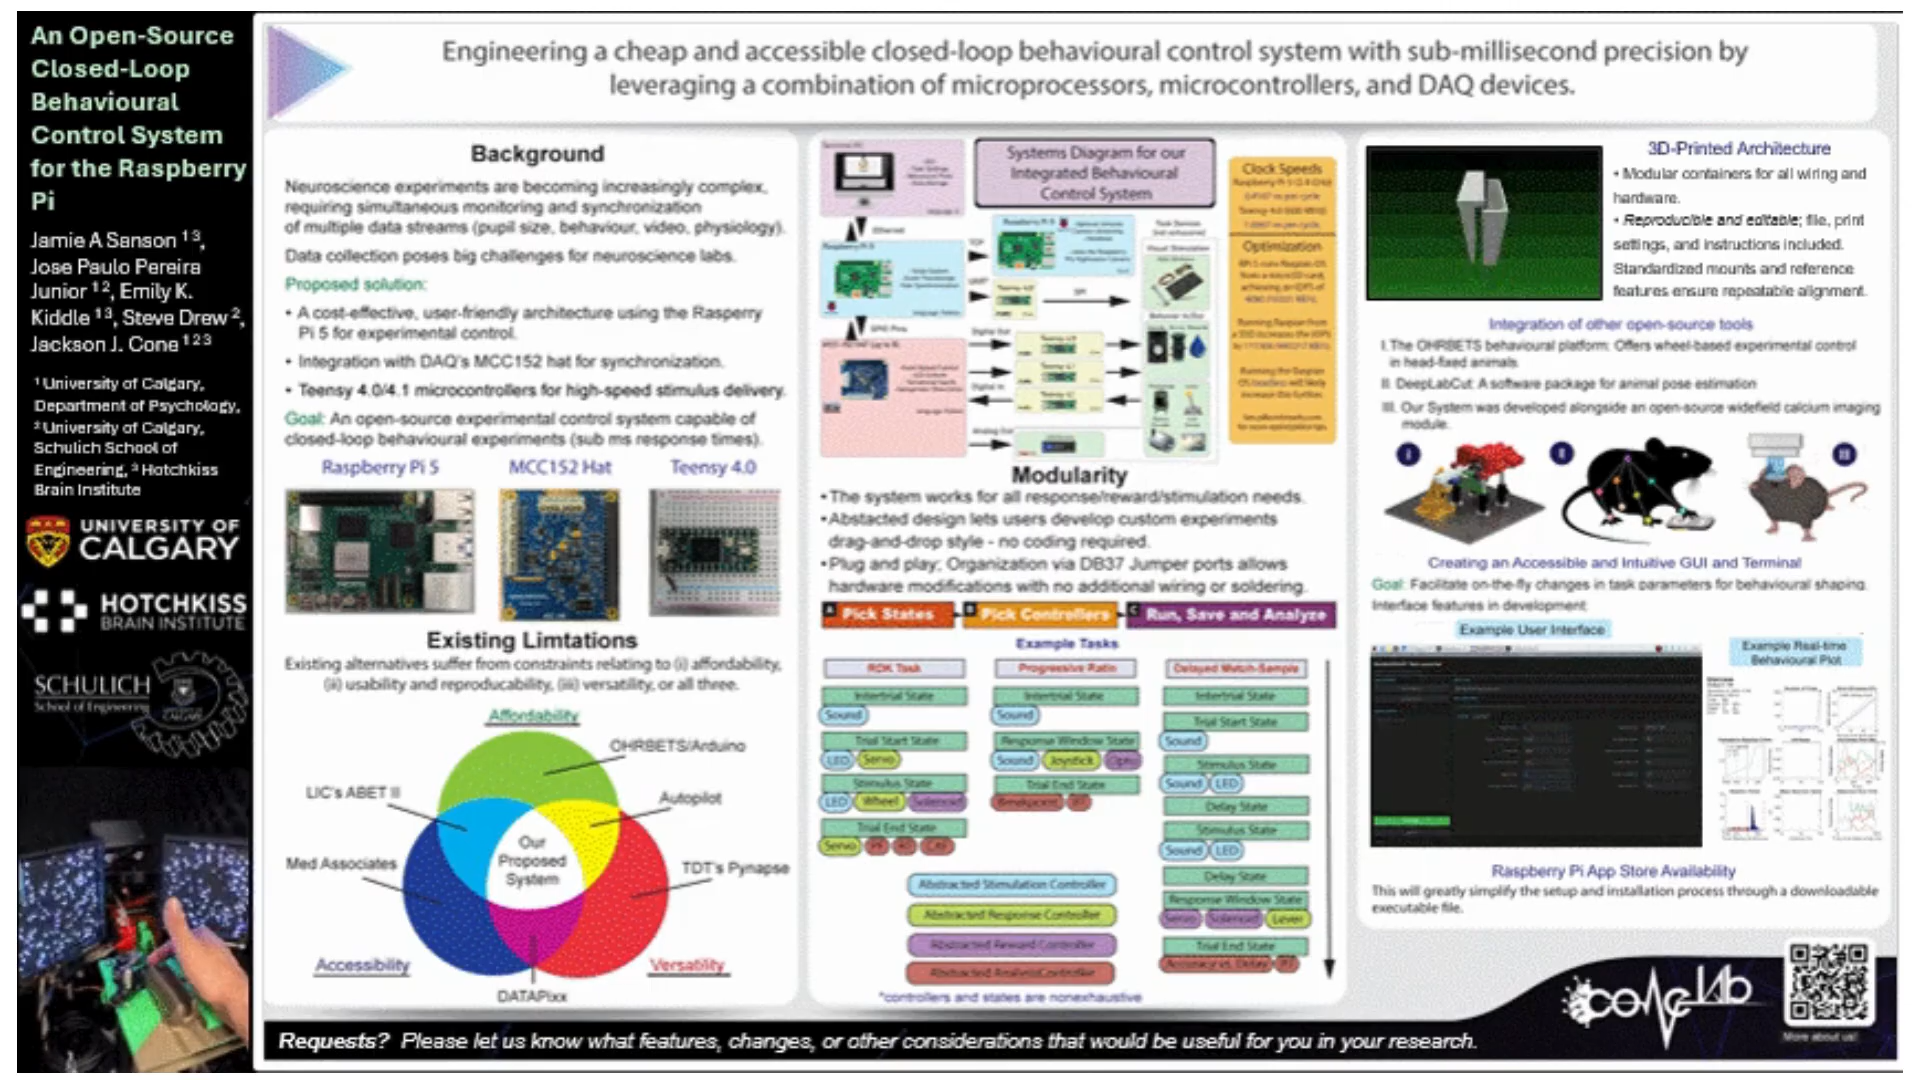 An Open-Source
Closed-Loop
Behavioural
Control System
for the Raspberry
Pi
Jamie A Sanson 1 3,
Jose Paulo Pereira
Junior 1 2, Emily K.
Kiddle 1 3, Steve Drew 2,
Jackson J. Cone 1 2 3
1 University of Calgary,
Department of Psychology,
2 University of Calgary,
Schulich School of
Engineering, 3 Hotchkiss
Brain Institute
UNIVERSITY OF
CALGARY
HOTCHKISS
BRAIN INSTITUTE
SCHULICH
School of Engineering
Engineering a cheap and accessible closed-loop behavioural control system with sub-millisecond precision by
leveraging a combination of microprocessors, microcontrollers, and DAQ devices.
Background
Neuroscience experiments are becoming increasingly complex,
requiring simultaneous monitoring and synchronization
of multiple data streams (pupil size, behaviour, video, physiology).
Data collection poses big challenges for neuroscience labs.
Proposed solution:
• A cost-effective, user-friendly architecture using the Rasperry
Pi 5 for experimental control.
• Integration with DAQ's MCC152 hat for synchronization.
• Teensy 4.0/4.1 microcontrollers for high-speed stimulus delivery.
Goal: An open-source experimental control system capable of
closed-loop behavioural experiments (sub ms response times).
Raspberry Pi 5
MCC152 Hat
Teensy 4.0
Existing Limtations
Existing alternatives suffer from constraints relating to (i) affordability,
(ii) usability and reproducability, (iii) versatility, or all three.
Affordability
OHRBETS/Arduino
LIC's ABET II
Autopilot
Our
Proposed
System
Med Associates
TDT's Pynapse
Accessibility
Versatility
DATAPixx
Systems Diagram for our
Integrated Behavioural
Control System
Clock Speeds
Optimization
Ethernet
Raspberry Pi 5
Digital Out
Digital In
Analog Out
Modularity
• The system works for all response/reward/stimulation needs.
• Abstacted design lets users develop custom experiments
drag-and-drop style - no coding required.
• Plug and play; Organization via DB37 Jumper ports allows
hardware modifications with no additional wiring or soldering.
A Pick States
B Pick Controllers
C Run, Save and Analyze
Example Tasks
RDK Task
Intertrial State
Sound
Trial Start State
LED Servo
Stimulus State
LED Wheel Solenoid
Trial End State
Servo
Progressive Ratio
Intertrial State
Sound
Response Window State
Sound Joystick Opto
Trial End State
Breakpoint
Delayed Match-Sample
Intertrial State
Trial Start State
Sound
Stimulus State
Sound LED
Delay State
Stimulus State
Sound LED
Delay State
Response Window State
Servo Solenoid Lever
Trial End State
Accuracy vs. Delay
Abstracted Stimulation Controller
Abstracted Response Controller
Abstracted Reward Controller
Abstracted AnalysisController
*controllers and states are nonexhaustive
3D-Printed Architecture
• Modular containers for all wiring and
hardware.
• Reproducible and editable; file, print
settings, and instructions included.
Standardized mounts and reference
features ensure repeatable alignment.
Integration of other open-source tools
I. The OHRBETS behavioural platform: Offers wheel-based experimental control
in head-fixed animals.
II. DeepLabCut: A software package for animal pose estimation
III. Our System was developed alongside an open-source widefield calcium imaging
module.
I
II
III
Creating an Accessible and Intuitive GUI and Terminal
Goal: Facilitate on-the-fly changes in task parameters for behavioural shaping.
Interface features in development:
Example User Interface
Example Real-time
Behavioural Plot
Raspberry Pi App Store Availability
This will greatly simplify the setup and installation process through a downloadable
executable file.
cone lab
More about us!
Requests? Please let us know what features, changes, or other considerations that would be useful for you in your research.